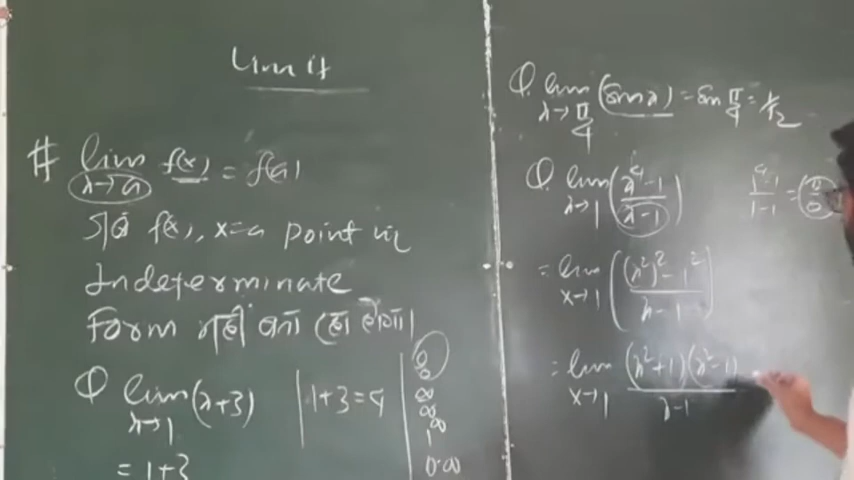 Limit
# lim x→a f(x) = f(a)
जब f(x), x=a point पर
Indeterminate
Form नहीं बना हो
Q lim x→1 (x+3) | 1+3=4
= 1+3
0/0
∞/∞
1^∞
0·∞
Q. lim x→π/4 (sin x) = sin π/4 = 1/√2
Q. lim x→1 ((x^4-1)/(x-1)) (1^4-1)/(1-1) = (0/0)
= lim x→1 (((x²)²-1²)/(x-1))
= lim x→1 ((x²+1)(x²-1))/(x-1)